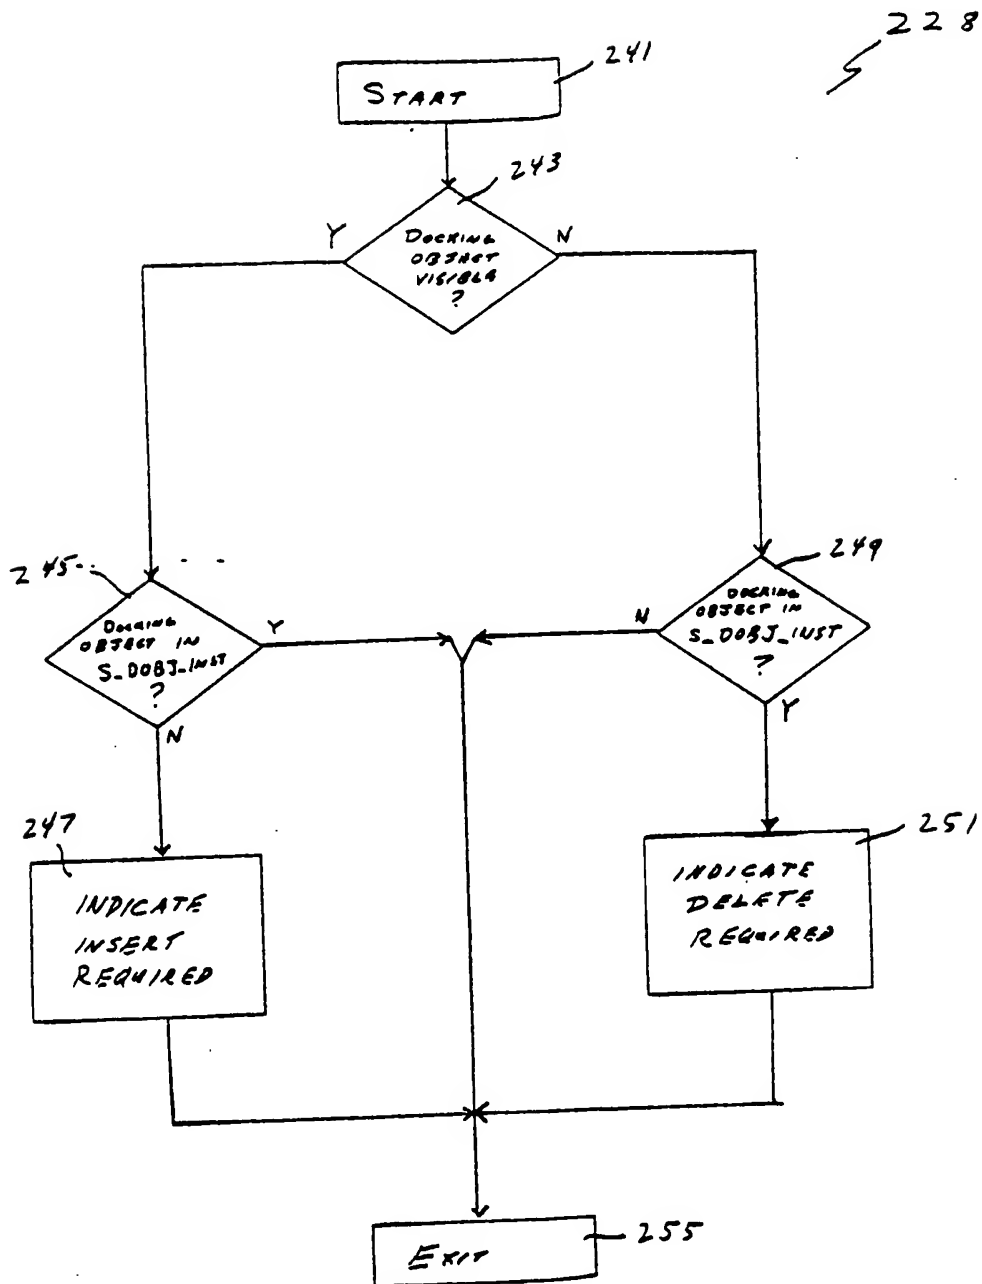 228
START
241
243
Y
DOCKING
OBJECT
VISIBLE
?
N
245
DOCKING
OBJECT IN
S_DOBJ_INST
?
Y
N
249
DOCKING
OBJECT IN
S_DOBJ_INST
?
N
Y
247
INDICATE
INSERT
REQUIRED
251
INDICATE
DELETE
REQUIRED
EXIT
255